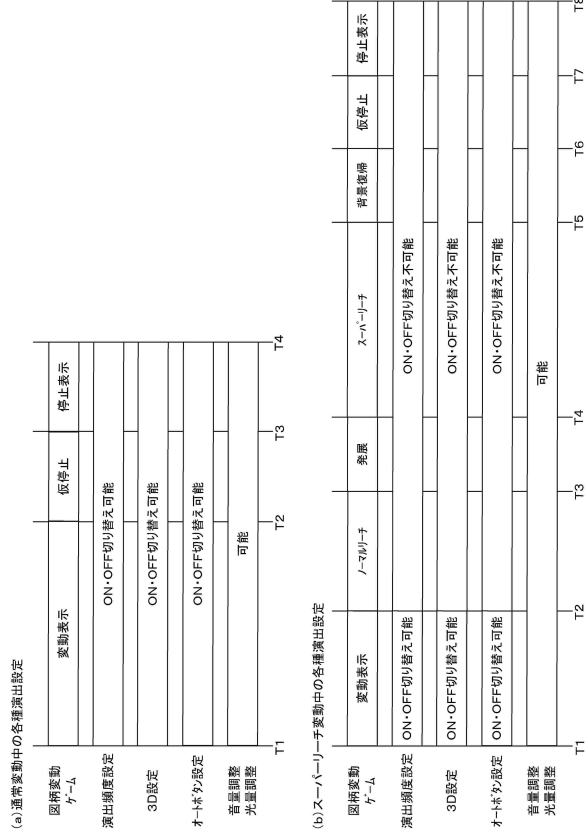 (a)通常変動中の各種演出設定
図柄変動
ゲーム
変動表示
仮停止
停止表示
演出頻度設定
ON・OFF切り替え可能
3D設定
ON・OFF切り替え可能
オートボタン設定
ON・OFF切り替え可能
音量調整
光量調整
可能
T1
T2
T3
T4
(b)スーパーリーチ変動中の各種演出設定
図柄変動
ゲーム
変動表示
ノーマルリーチ
発展
スーパーリーチ
背景復帰
仮停止
停止表示
演出頻度設定
ON・OFF切り替え可能
ON・OFF切り替え不可能
3D設定
ON・OFF切り替え可能
ON・OFF切り替え不可能
オートボタン設定
ON・OFF切り替え可能
ON・OFF切り替え不可能
音量調整
光量調整
可能
T1
T2
T3
T4
T5
T6
T7
T8